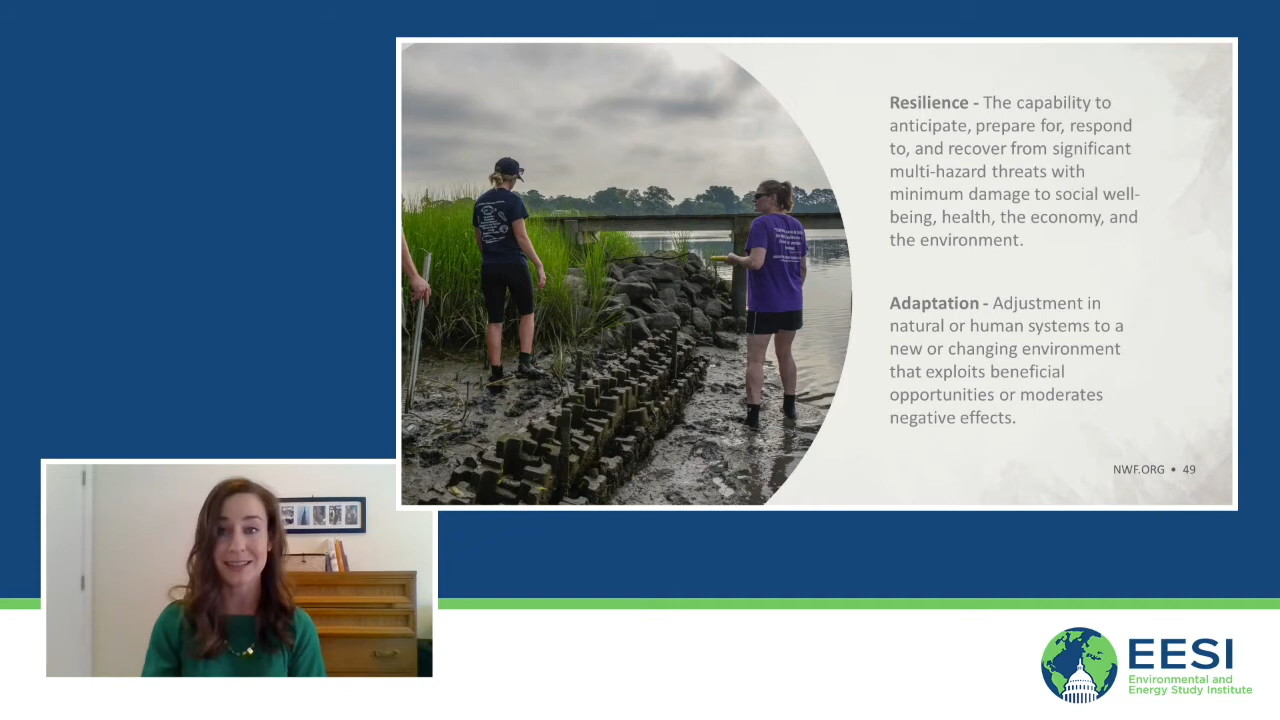 Resilience - The capability to
anticipate, prepare for, respond
to, and recover from significant
multi-hazard threats with
minimum damage to social well-
being, health, the economy, and
the environment.
Adaptation - Adjustment in
natural or human systems to a
new or changing environment
that exploits beneficial
opportunities or moderates
negative effects.
NWF.ORG • 49
EESI
Environmental and
Energy Study Institute